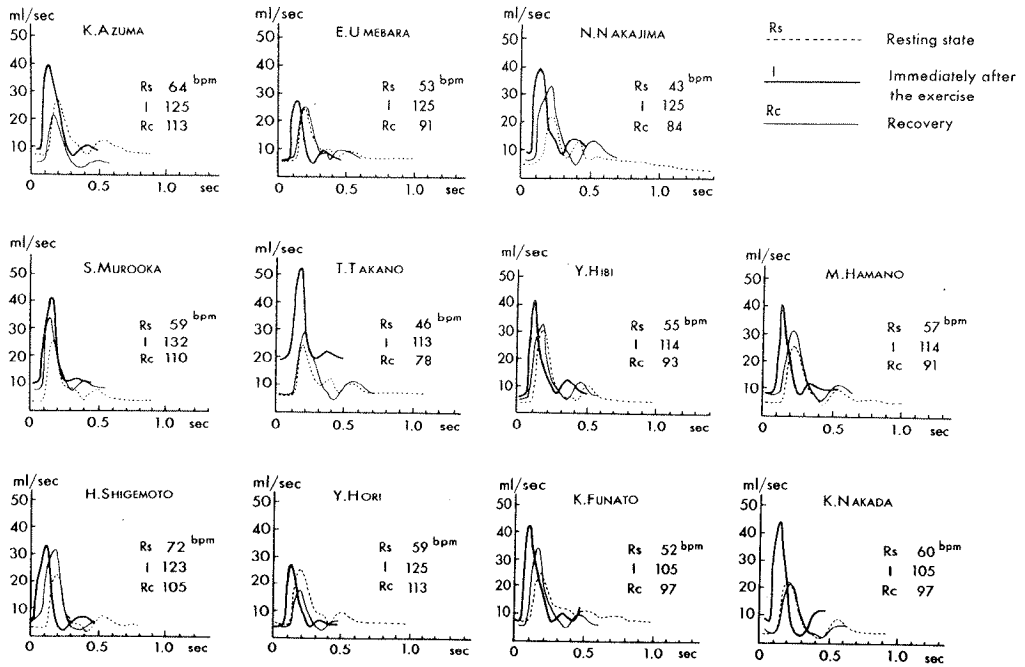 ml/sec
K.AZUMA
50
40
30
20
10
Rs 64 bpm
I 125
Rc 113
0 0.5 1.0 sec
ml/sec
E.UMEBARA
50
40
30
20
10
Rs 53 bpm
I 125
Rc 91
0 0.5 1.0 sec
ml/sec
N.NAKAJIMA
50
40
30
20
10
Rs 43 bpm
I 125
Rc 84
0 0.5 1.0 sec
Rs Resting state
I Immediately after
the exercise
Rc Recovery
ml/sec
S.MUROOKA
50
40
30
20
10
Rs 59 bpm
I 132
Rc 110
0 0.5 1.0 sec
ml/sec
T.TAKANO
50
40
30
20
10
Rs 46 bpm
I 113
Rc 78
0 0.5 1.0 sec
ml/sec
Y.HIBI
50
40
30
20
10
Rs 55 bpm
I 114
Rc 93
0 0.5 1.0 sec
ml/sec
M.HAMANO
50
40
30
20
10
Rs 57 bpm
I 114
Rc 91
0 0.5 1.0 sec
ml/sec
H.SHIGEMOTO
50
40
30
20
10
Rs 72 bpm
I 123
Rc 105
0 0.5 1.0 sec
ml/sec
Y.HORI
50
40
30
20
10
Rs 59 bpm
I 125
Rc 113
0 0.5 1.0 sec
ml/sec
K.FUNATO
50
40
30
20
10
Rs 52 bpm
I 105
Rc 97
0 0.5 1.0 sec
ml/sec
K.NAKADA
50
40
30
20
10
Rs 60 bpm
I 105
Rc 97
0 0.5 1.0 sec